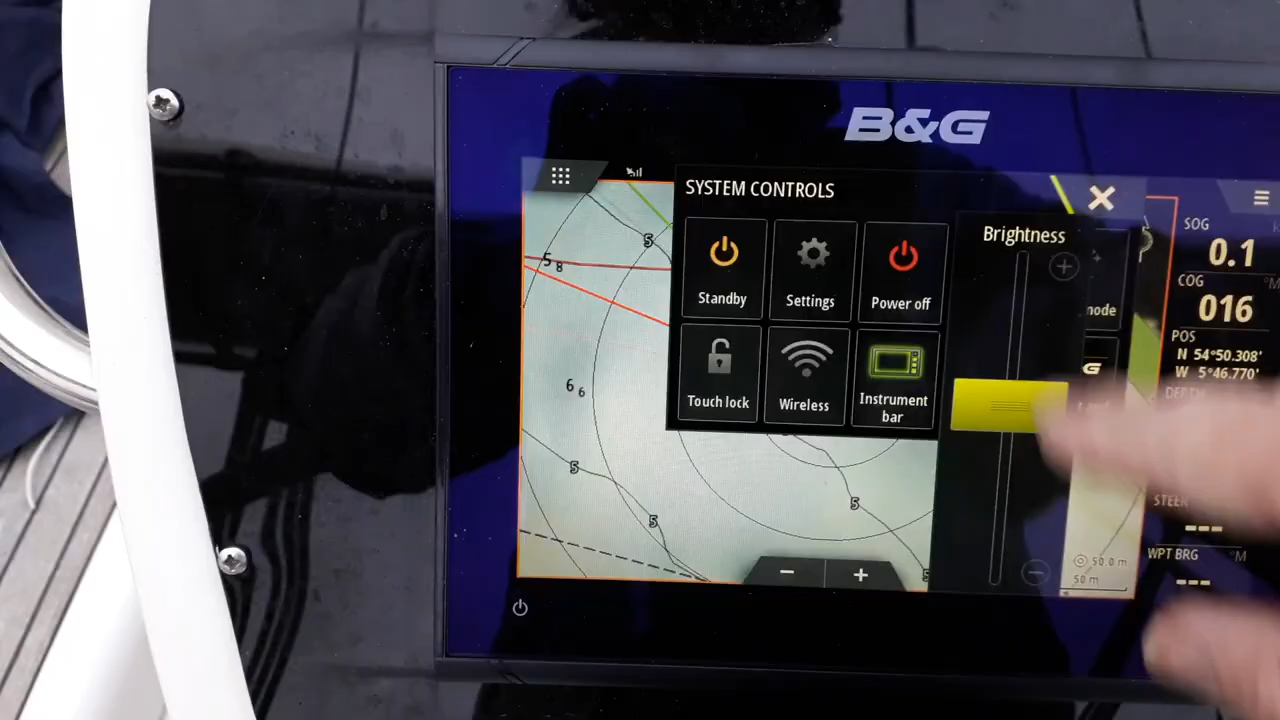 B&G
SYSTEM CONTROLS
Standby
Settings
Power off
Touch lock
Wireless
Instrument
bar
Brightness
node
SOG
0.1
COG
°M
016
POS
N 54°50.308'
W 5°46.770'
STEER
---
WPT BRG
°M
---
5
5 8
6 6
5
5
5
5
50.0 m
50 m